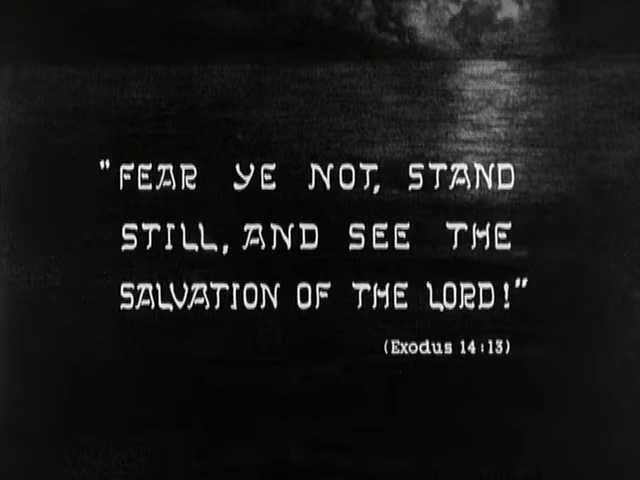 "FEAR YE NOT, STAND
STILL, AND SEE THE
SALVATION OF THE LORD!"
(Exodus 14:13)